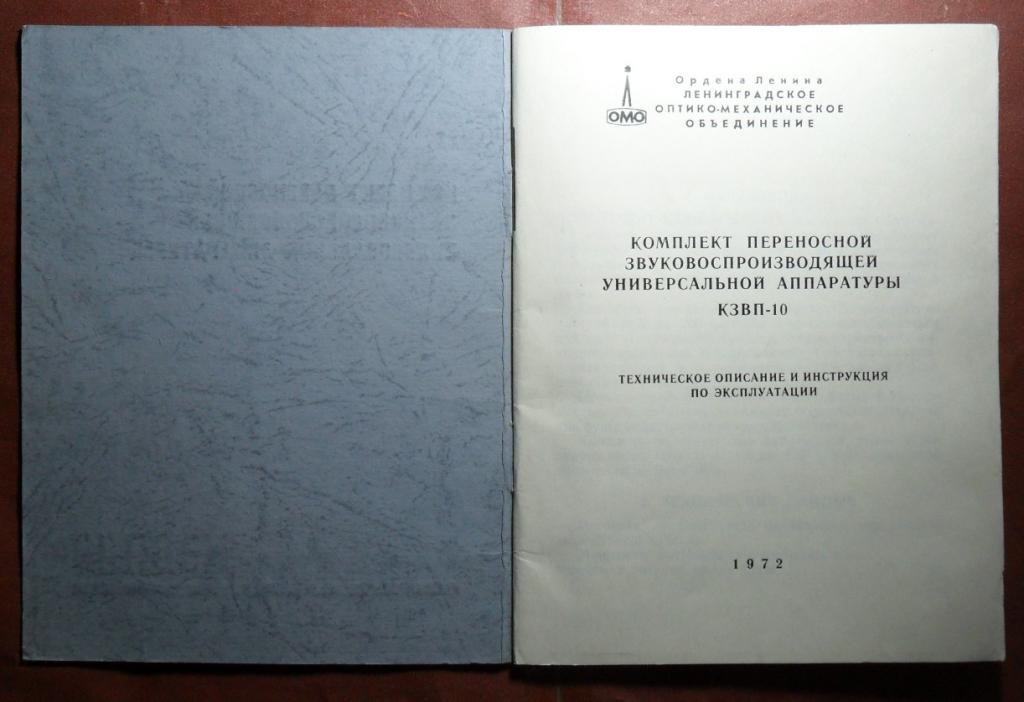 ОМО
Ордена Ленина
ЛЕНИНГРАДСКОЕ
ОПТИКО-МЕХАНИЧЕСКОЕ
ОБЪЕДИНЕНИЕ
КОМПЛЕКТ ПЕРЕНОСНОЙ
ЗВУКОВОСПРОИЗВОДЯЩЕЙ
УНИВЕРСАЛЬНОЙ АППАРАТУРЫ
КЗВП-10
ТЕХНИЧЕСКОЕ ОПИСАНИЕ И ИНСТРУКЦИЯ
ПО ЭКСПЛУАТАЦИИ
1972